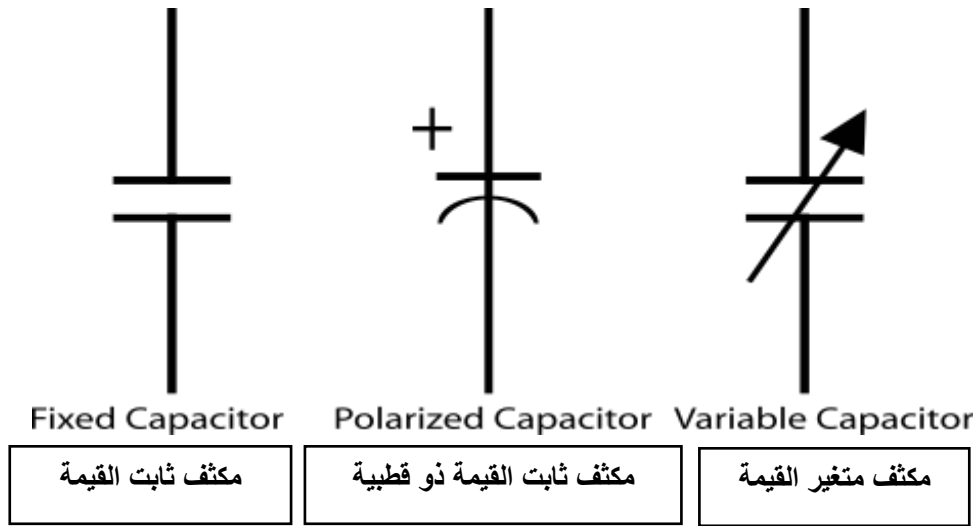 +
Fixed Capacitor
Polarized Capacitor
Variable Capacitor
مكثف ثابت القيمة
مكثف ثابت القيمة ذو قطبية
مكثف متغير القيمة